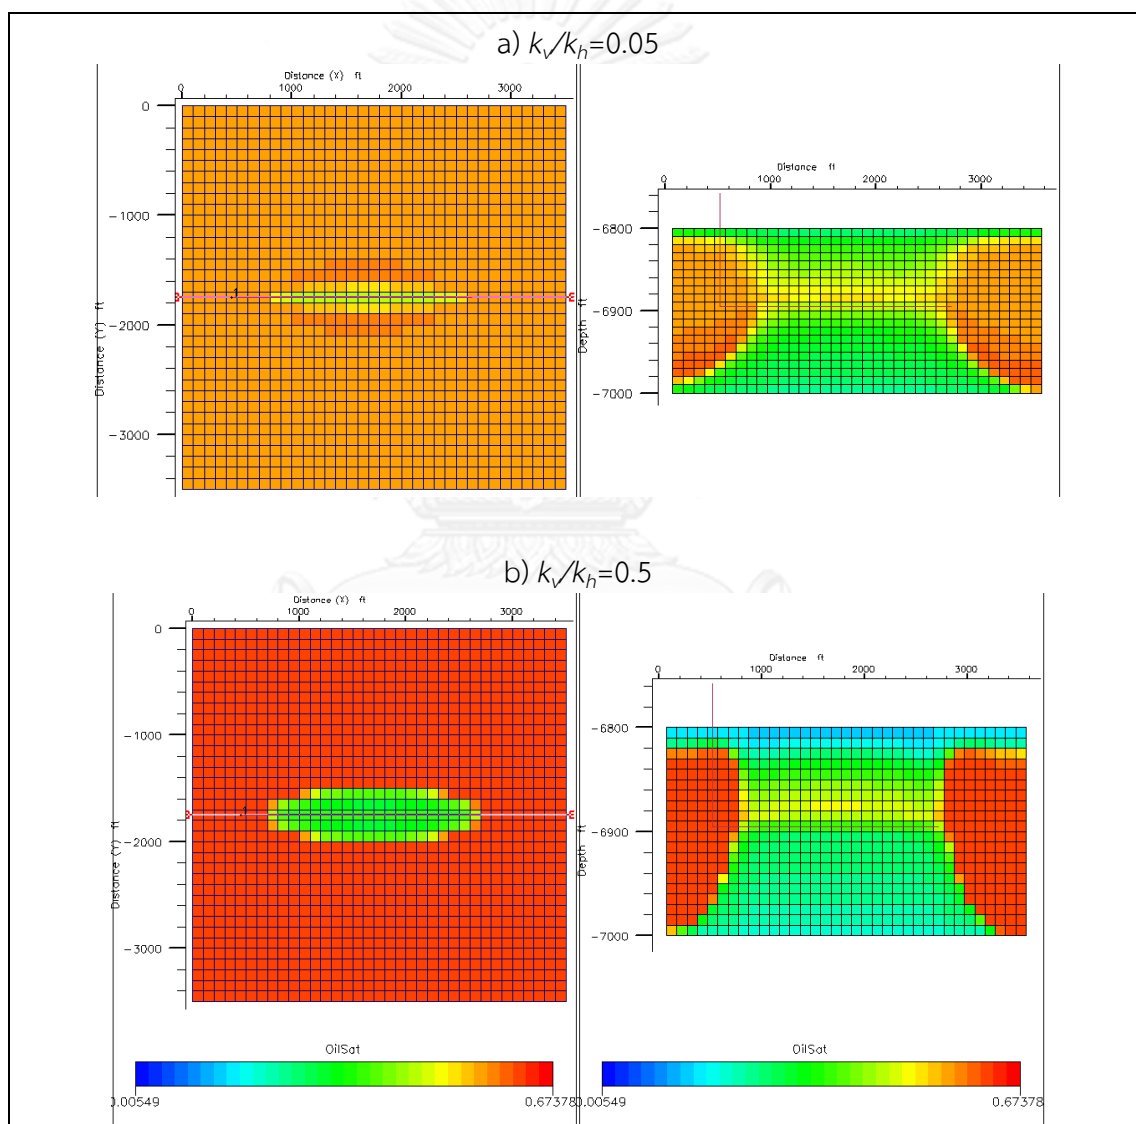 a) kv/kh=0.05
Distance (X) ft
0 1000 2000 3000
Distance (Y) ft
0
-1000
-2000
-3000
Distance ft
0 1000 2000 3000
Depth ft
-6800
-6900
-7000
b) kv/kh=0.5
Distance (X) ft
0 1000 2000 3000
Distance (Y) ft
0
-1000
-2000
-3000
Distance ft
0 1000 2000 3000
Depth ft
-6800
-6900
-7000
OilSat
0.00549 0.67378
OilSat
0.00549 0.67378